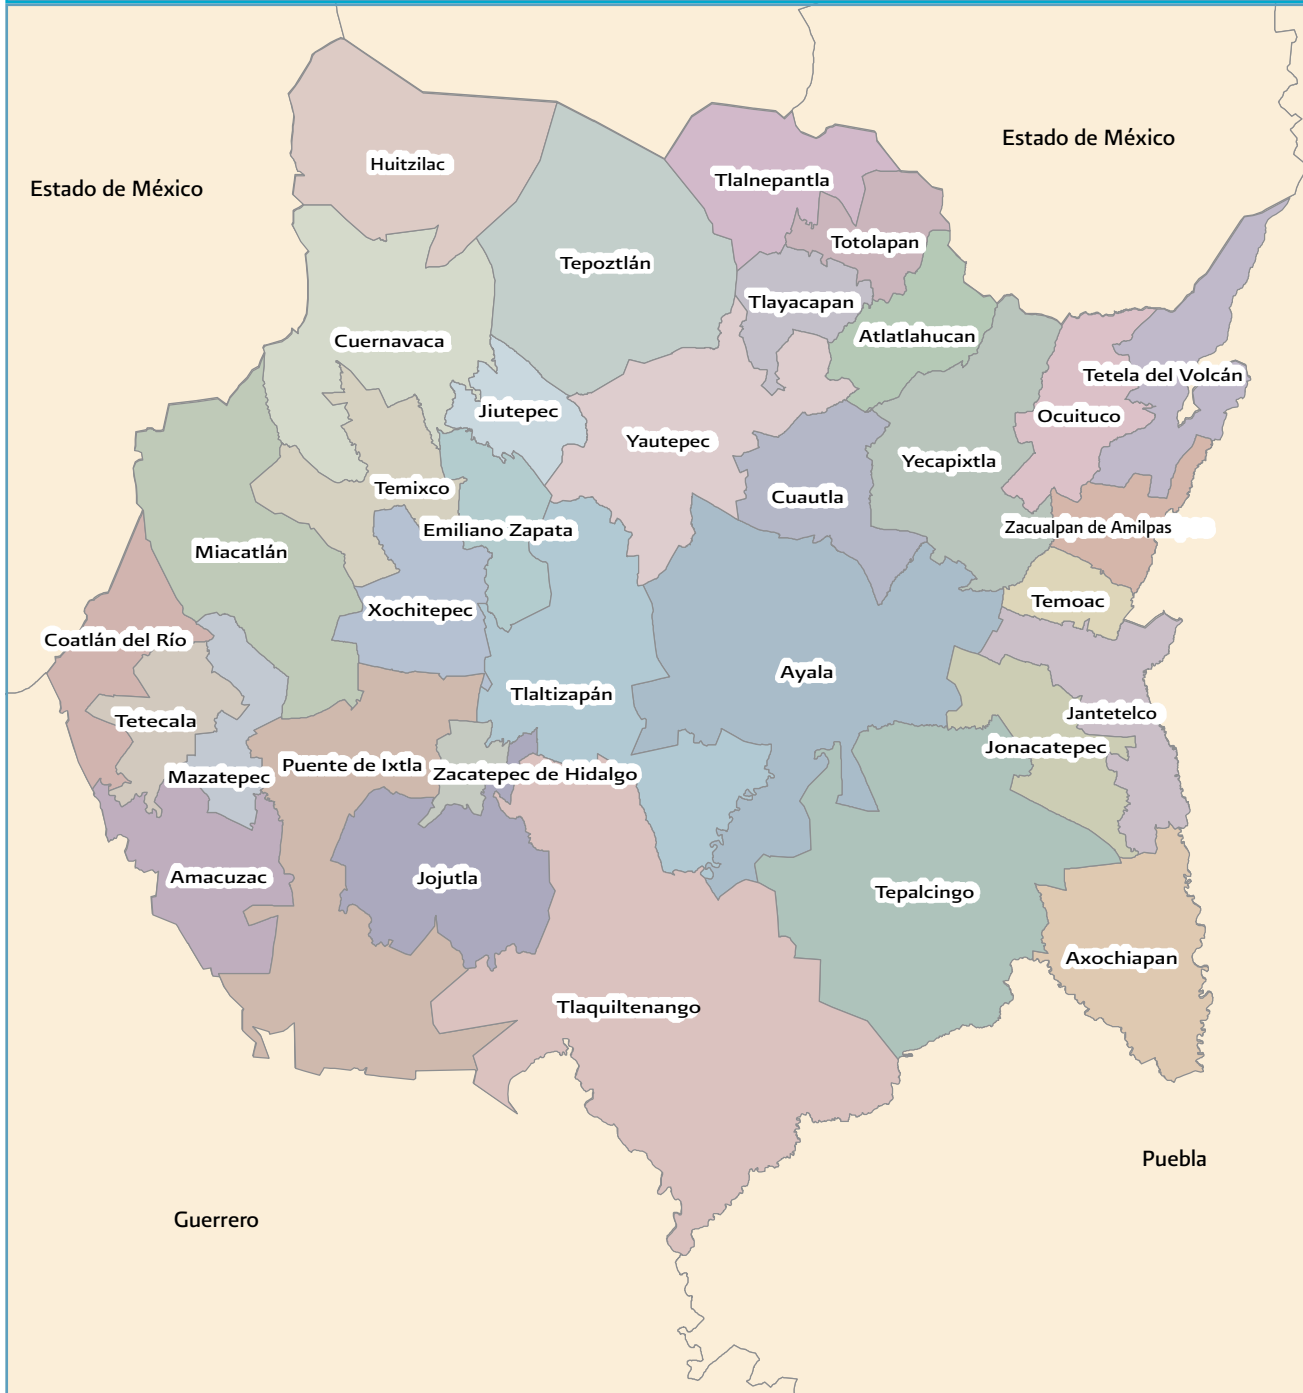 Estado de México
Huitzilac
Tlalnepantla
Estado de México
Totolapan
Tepoztlán
Tlayacapan
Cuernavaca
Atlatlahucan
Tetela del Volcán
Jiutepec
Ocuituco
Yautepec
Yecapixtla
Temixco
Cuautla
Emiliano Zapata
Zacualpan de Amilpas
Miacatlán
Temoac
Xochitepec
Coatlán del Río
Ayala
Tlaltizapán
Jantetelco
Tetecala
Jonacatepec
Puente de Ixtla
Zacatepec de Hidalgo
Mazatepec
Amacuzac
Jojutla
Tepalcingo
Axochiapan
Tlaquiltenango
Puebla
Guerrero